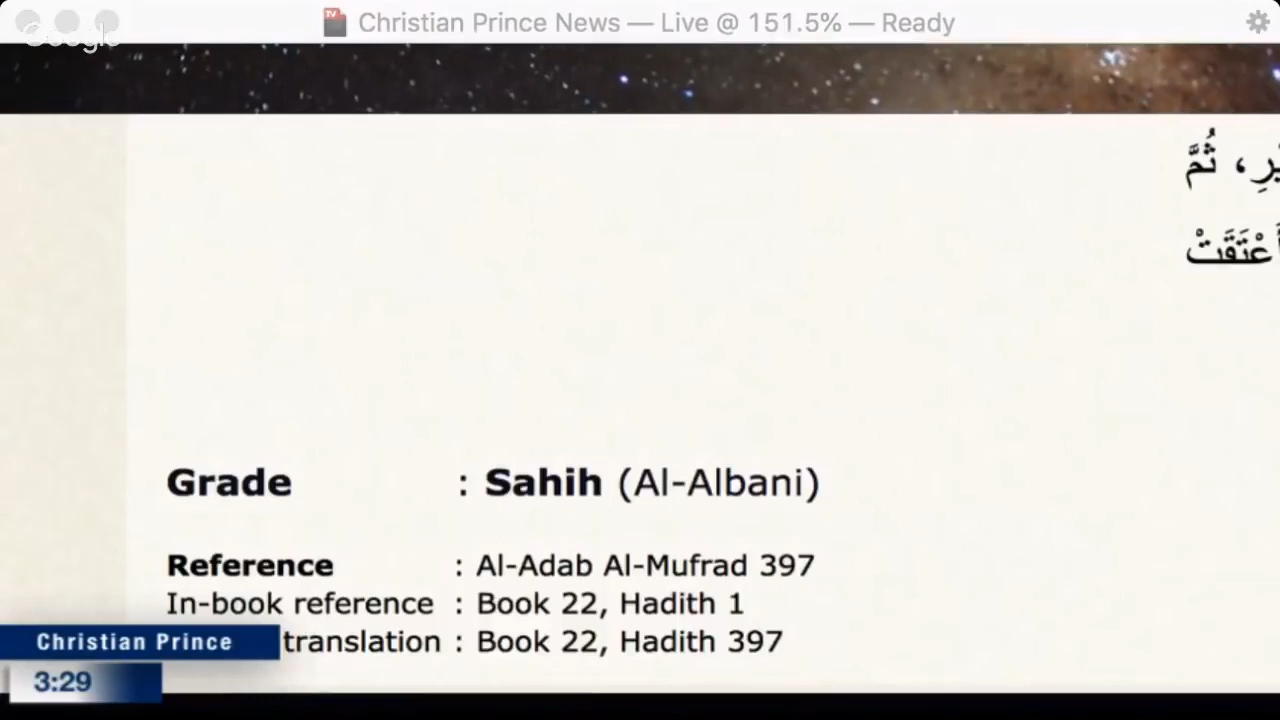 Christian Prince News — Live @ 151.5% — Ready
Google
ثُمَّ
أَعْتَقَتْ
Grade : Sahih (Al-Albani)
Reference : Al-Adab Al-Mufrad 397
In-book reference : Book 22, Hadith 1
translation : Book 22, Hadith 397
Christian Prince
3:29